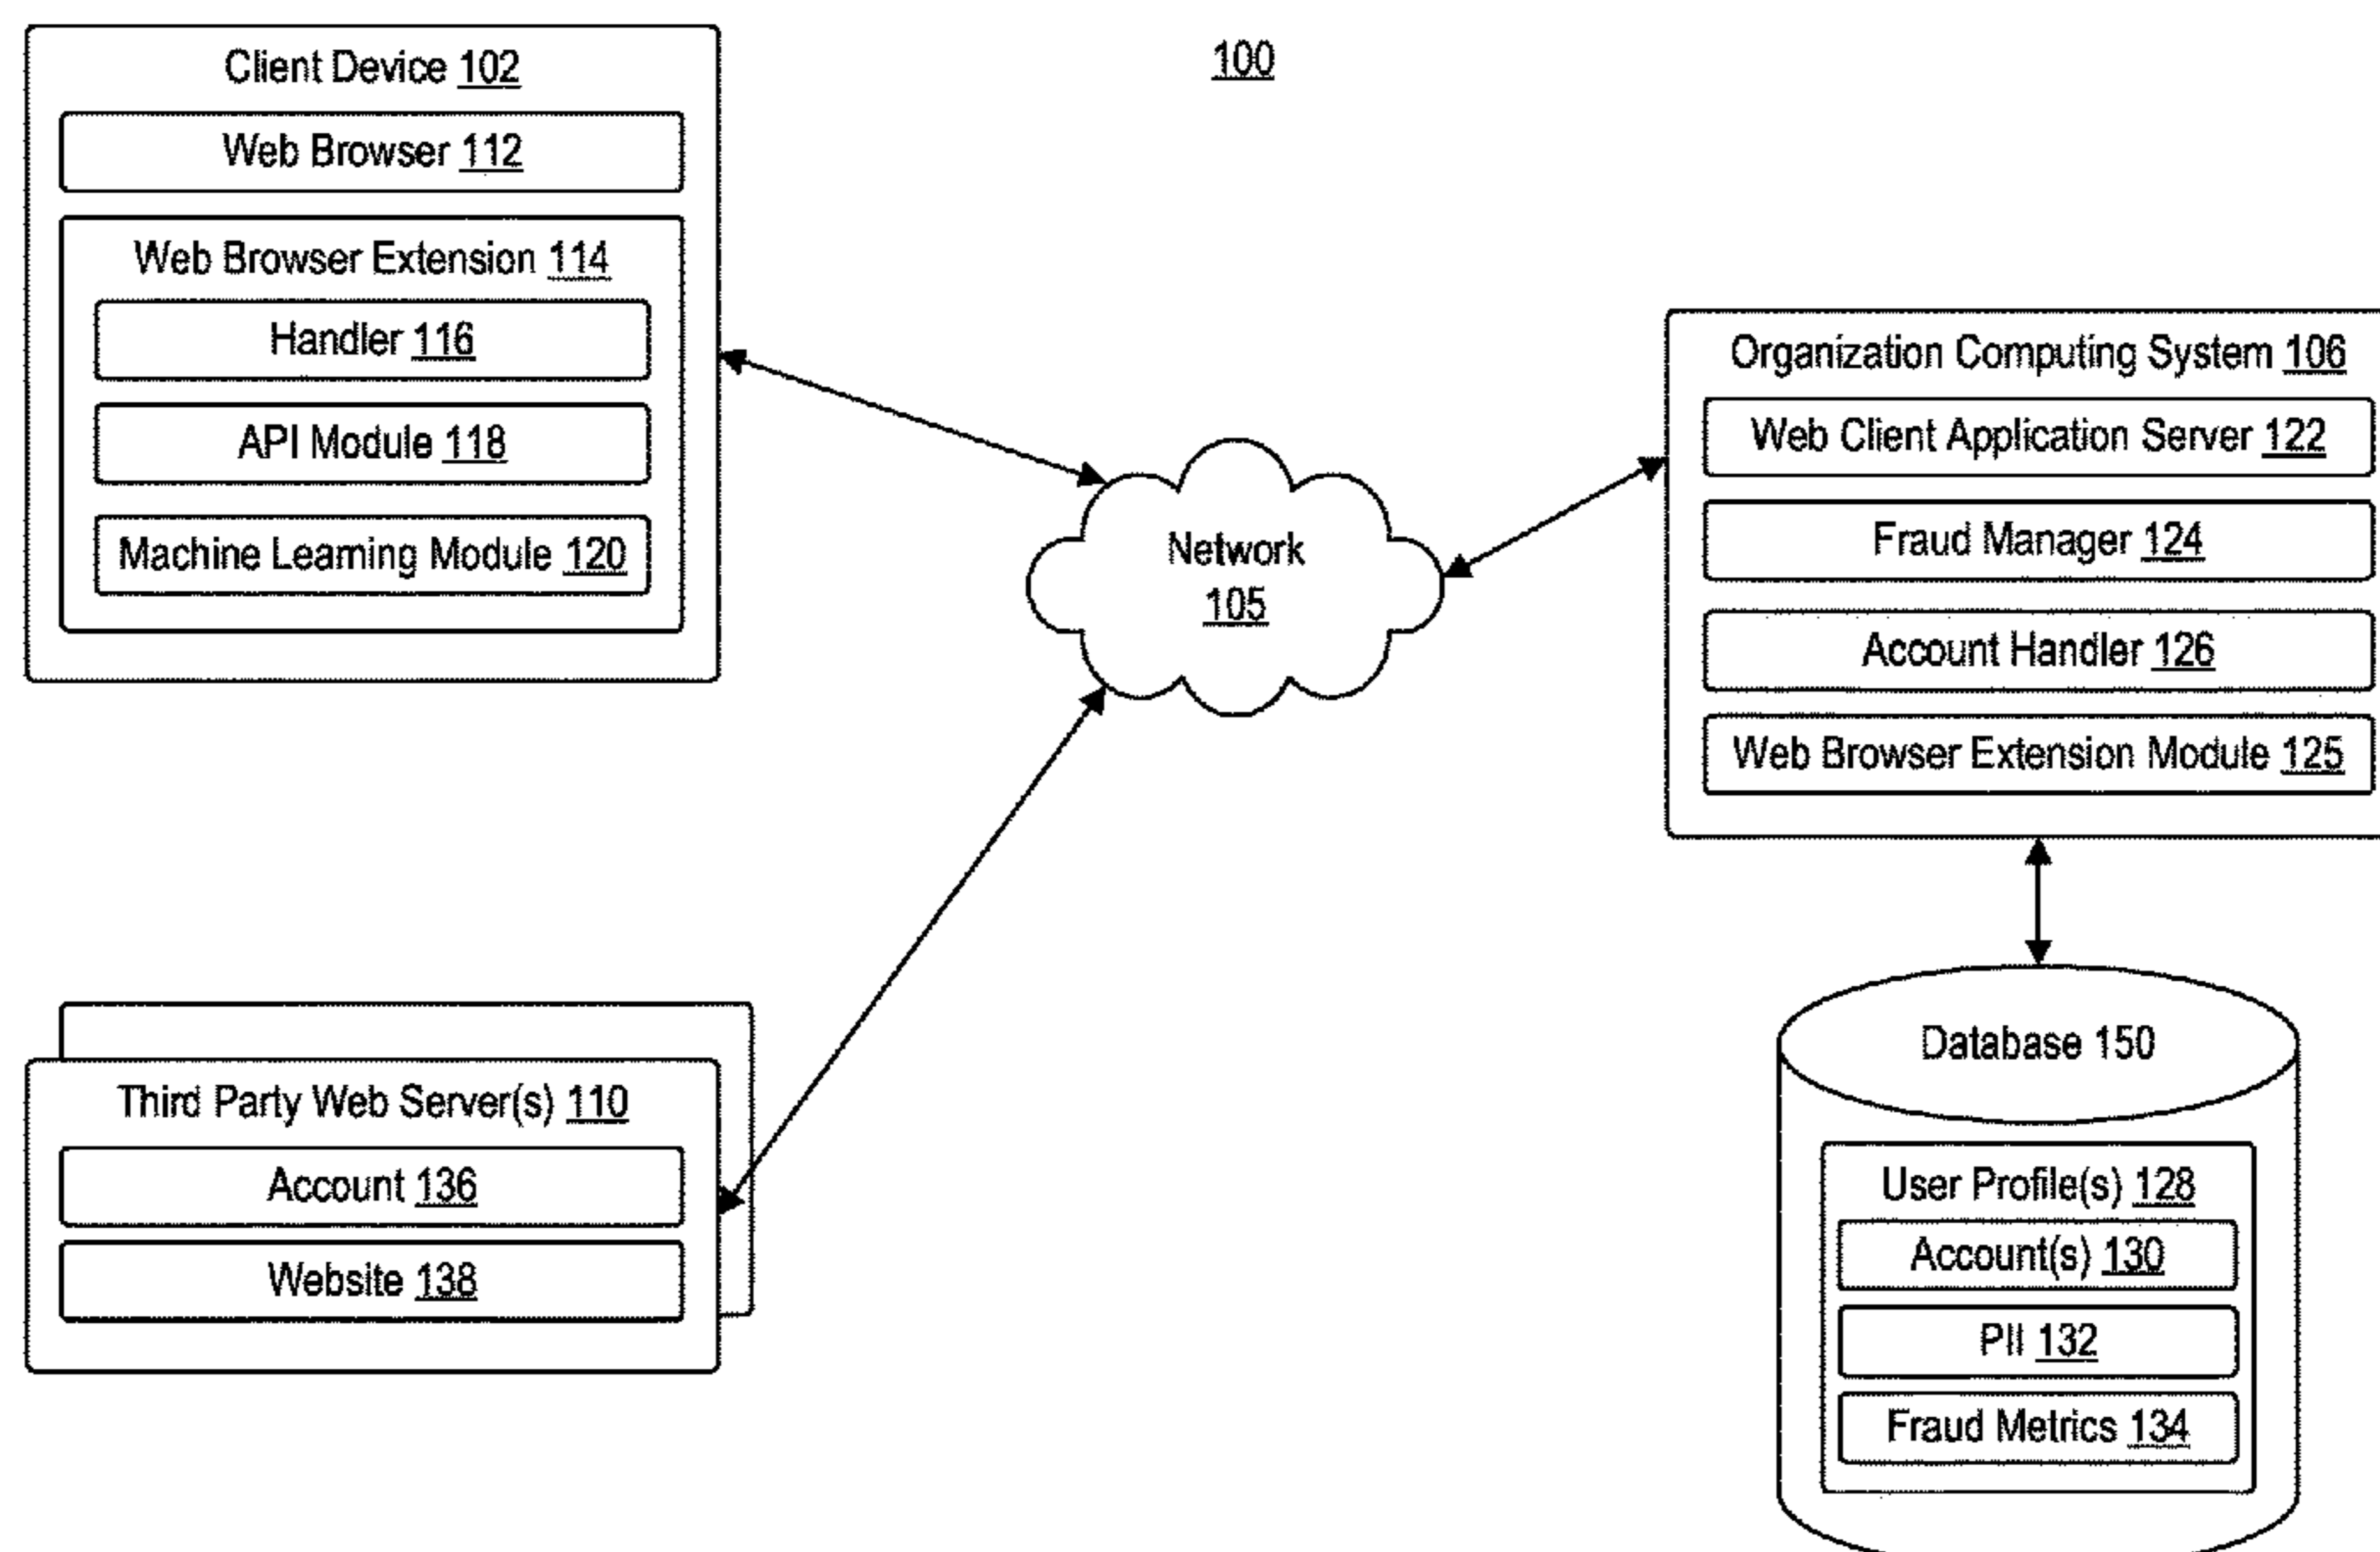 100
Client Device 102
Web Browser 112
Web Browser Extension 114
Handler 116
API Module 118
Machine Learning Module 120
Network
105
Organization Computing System 106
Web Client Application Server 122
Fraud Manager 124
Account Handler 126
Web Browser Extension Module 125
Third Party Web Server(s) 110
Account 136
Website 138
Database 150
User Profile(s) 128
Account(s) 130
PII 132
Fraud Metrics 134